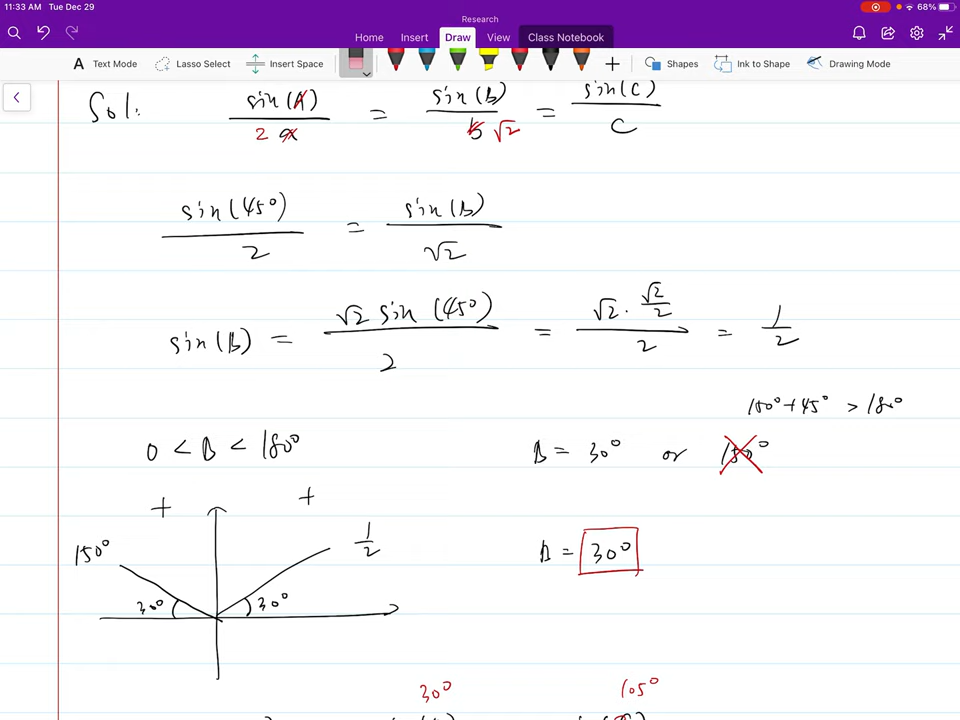 11:33 AM Tue Dec 29
68%
Research
Home Insert Draw View Class Notebook
A Text Mode Lasso Select Insert Space Shapes Ink to Shape Drawing Mode
Sol: sin(A)/2 a = sin(B)/b √2 = sin(C)/c
sin(45°)/2 = sin(B)/√2
sin(B) = √2 sin(45°)/2 = √2 · √2/2 / 2 = 1/2
150° + 45° > 180°
0 < B < 180° B = 30° or 150°
+ +
150° 1/2 B = 30°
30° 30°
30° 105°